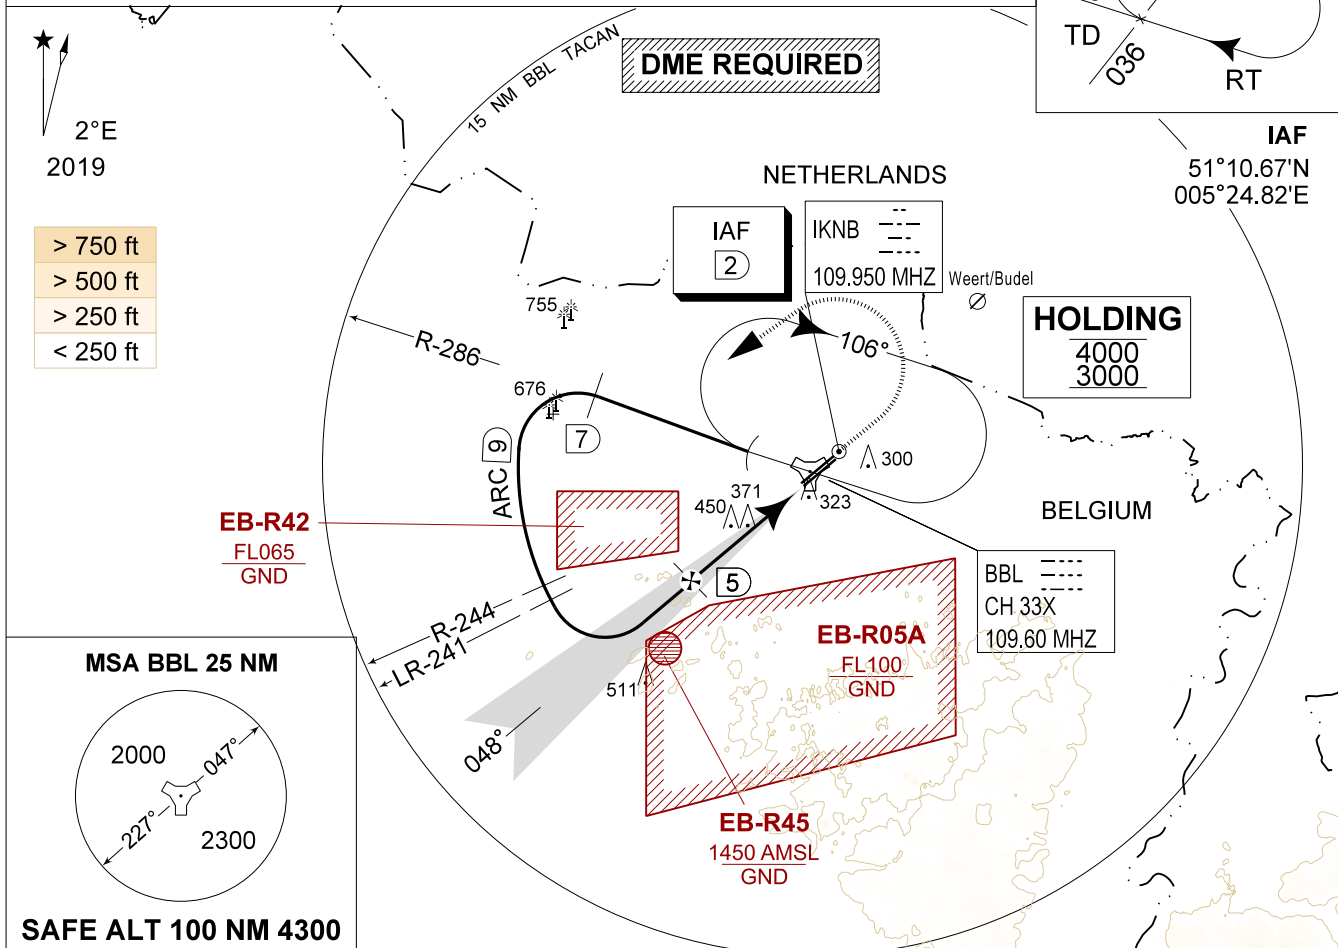 TD
036
RT
DME REQUIRED
15 NM BBL TACAN
2°E
2019
IAF
51°10.67'N
005°24.82'E
NETHERLANDS
> 750 ft
> 500 ft
> 250 ft
< 250 ft
IAF
2
IKNB
109.950 MHZ
Weert/Budel
HOLDING
4000
3000
755
R-286
106°
676
7
ARC 9
300
323
371
450
BELGIUM
EB-R42
FL065
GND
5
BBL
CH 33X
109.60 MHZ
R-244
LR-241
EB-R05A
FL100
GND
511
048°
MSA BBL 25 NM
2000
047°
227°
2300
EB-R45
1450 AMSL
GND
SAFE ALT 100 NM 4300